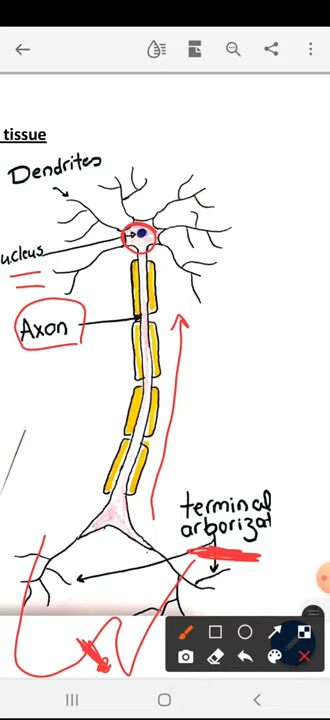 tissue
Dendrites
ucleus
Axon
terminal
arborizat